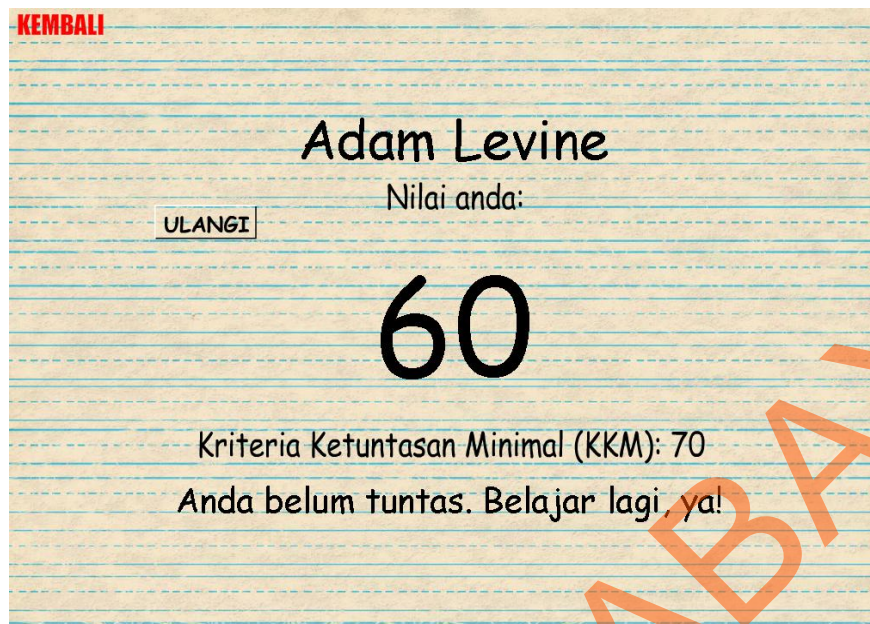 KEMBALI
Adam Levine
Nilai anda:
ULANGI
60
Kriteria Ketuntasan Minimal (KKM): 70
Anda belum tuntas. Belajar lagi, ya!